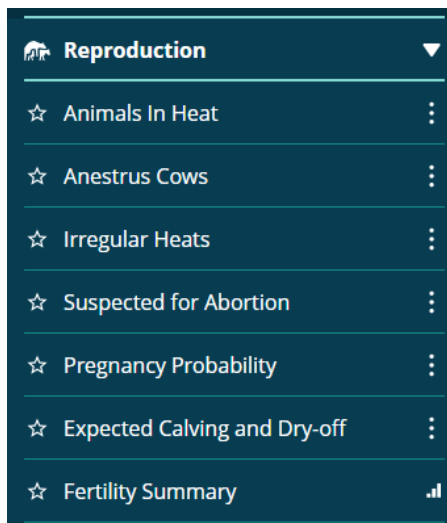 Reproduction
Animals In Heat
Anestrus Cows
Irregular Heats
Suspected for Abortion
Pregnancy Probability
Expected Calving and Dry-off
Fertility Summary